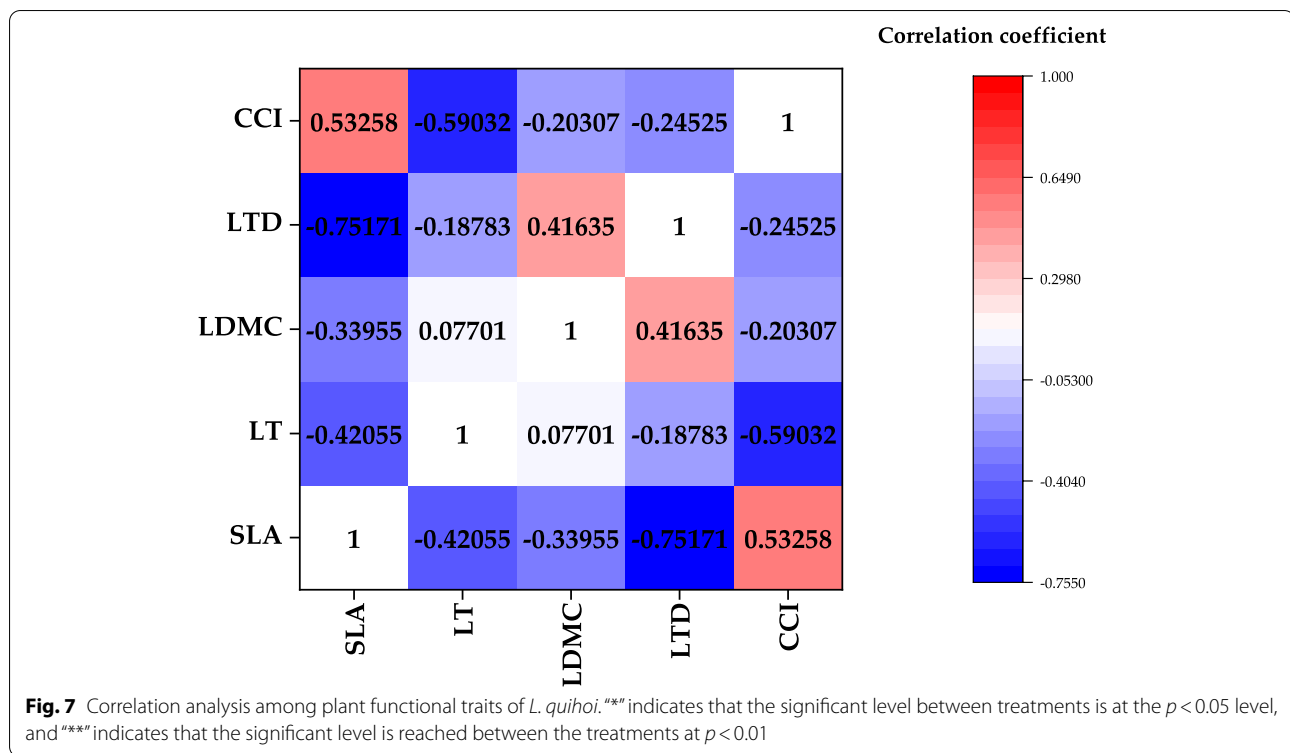 Correlation coefficient
CCI 0.53258 -0.59032 -0.20307 -0.24525 1
LTD -0.75171 -0.18783 0.41635 1 -0.24525
LDMC -0.33955 0.07701 1 0.41635 -0.20307
LT -0.42055 1 0.07701 -0.18783 -0.59032
SLA 1 -0.42055 -0.33955 -0.75171 0.53258
SLA LT LDMC LTD CCI
1.000
0.6490
0.2980
-0.05300
-0.4040
-0.7550
Fig. 7 Correlation analysis among plant functional traits of L. quihoi. “*” indicates that the significant level between treatments is at the p < 0.05 level,
and “**” indicates that the significant level is reached between the treatments at p < 0.01